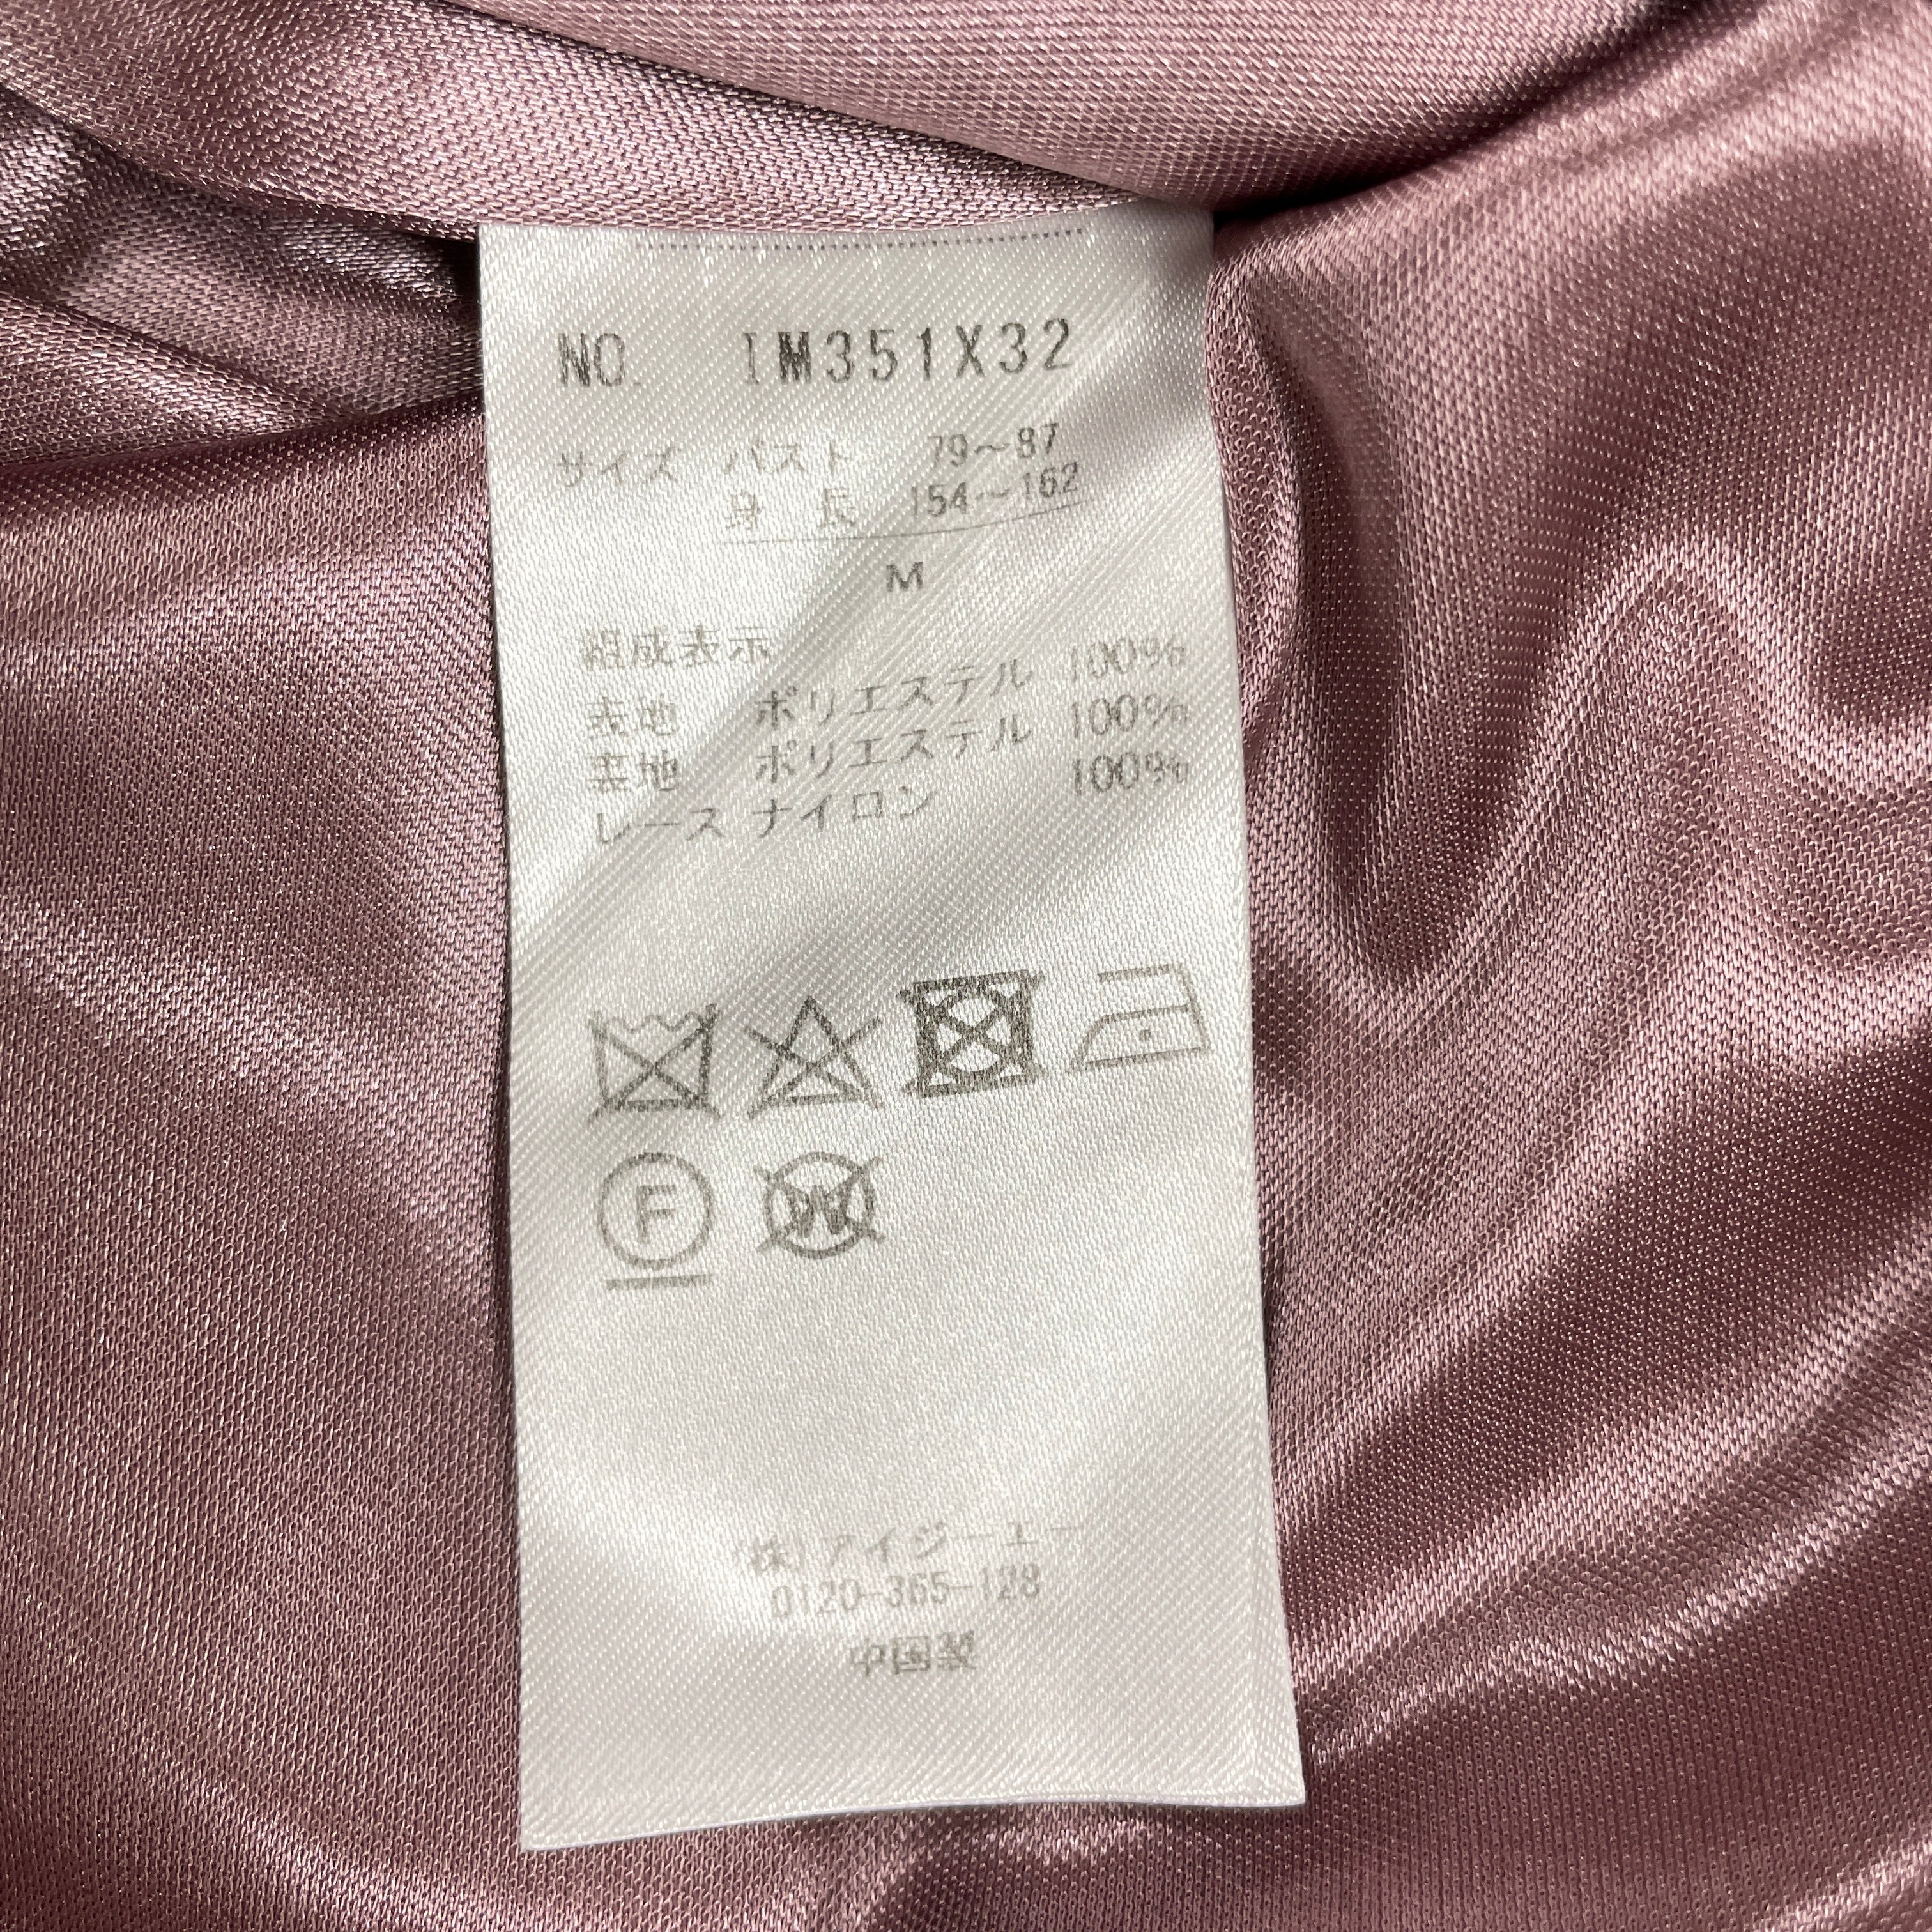 NO. IM351X32
サイズ バスト 79〜87
身 長 154〜162
M
組成表示
表地 ポリエステル 100%
裏地 ポリエステル 100%
レース ナイロン 100%
F
W
(株)アイジーエー
0120-365-128
中国製